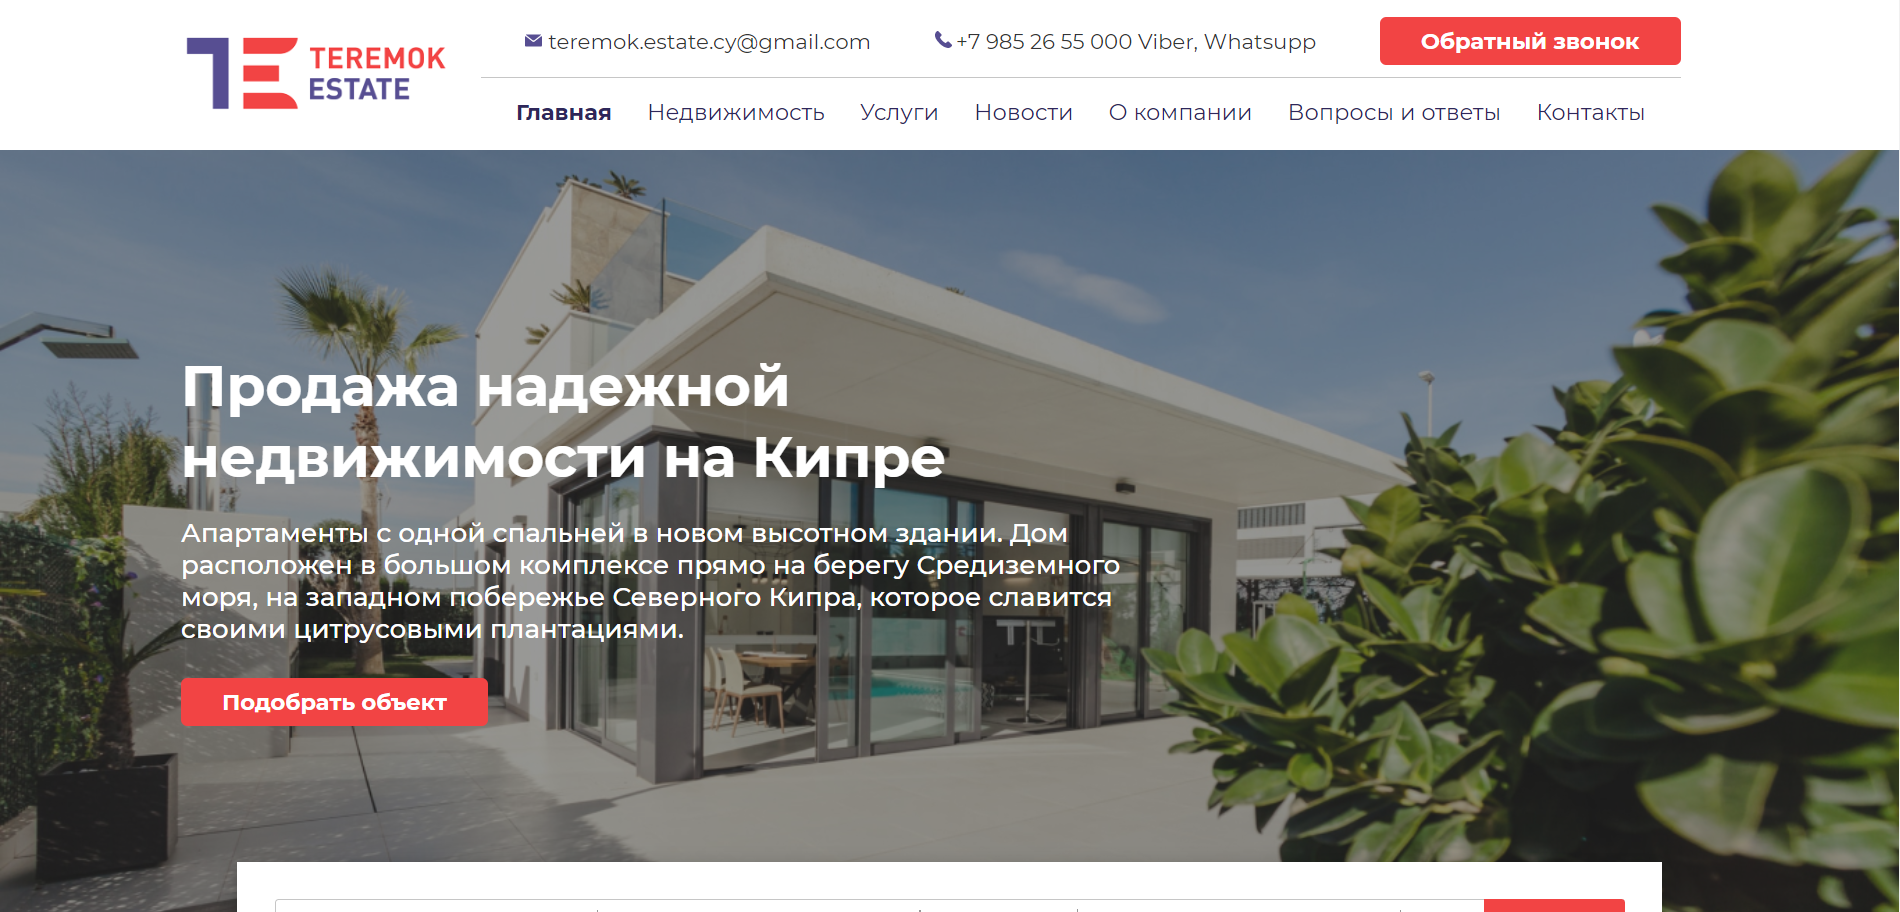 TEREMOK
ESTATE
teremok.estate.cy@gmail.com
+7 985 26 55 000 Viber, Whatsupp
Обратный звонок
Главная
Недвижимость
Услуги
Новости
О компании
Вопросы и ответы
Контакты
Продажа надежной
недвижимости на Кипре
Апартаменты с одной спальней в новом высотном здании. Дом
расположен в большом комплексе прямо на берегу Средиземного
моря, на западном побережье Северного Кипра, которое славится
своими цитрусовыми плантациями.
Подобрать объект